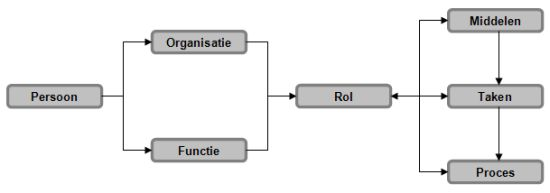 Middelen
Organisatie
Persoon
Rol
Taken
Functie
Proces